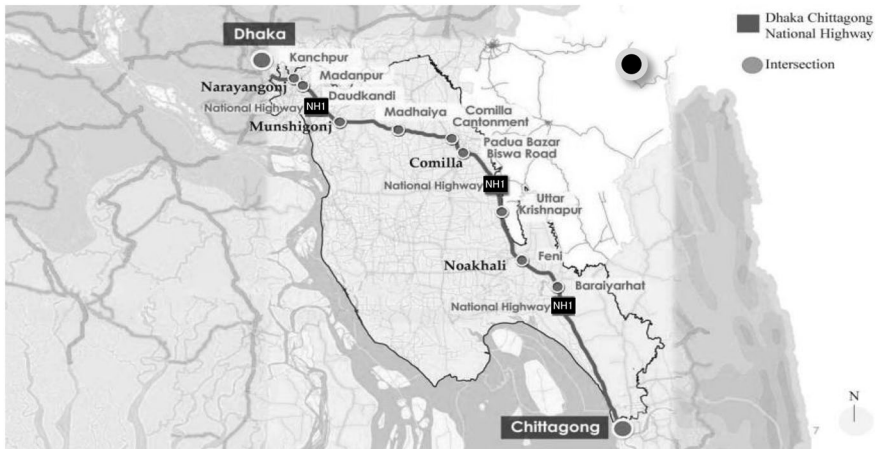 Dhaka
Dhaka Chittagong
National Highway
Intersection
Kanchpur
Madanpur
Narayangonj
Daudkandi
National Highway NH1
Munshigonj
Madhaiya
Comilla
Cantonment
Padua Bazar
Biswa Road
Comilla
National Highway NH1
Uttar
Krishnapur
Noakhali
Feni
Baraiyarhat
National Highway NH1
Chittagong
N
7